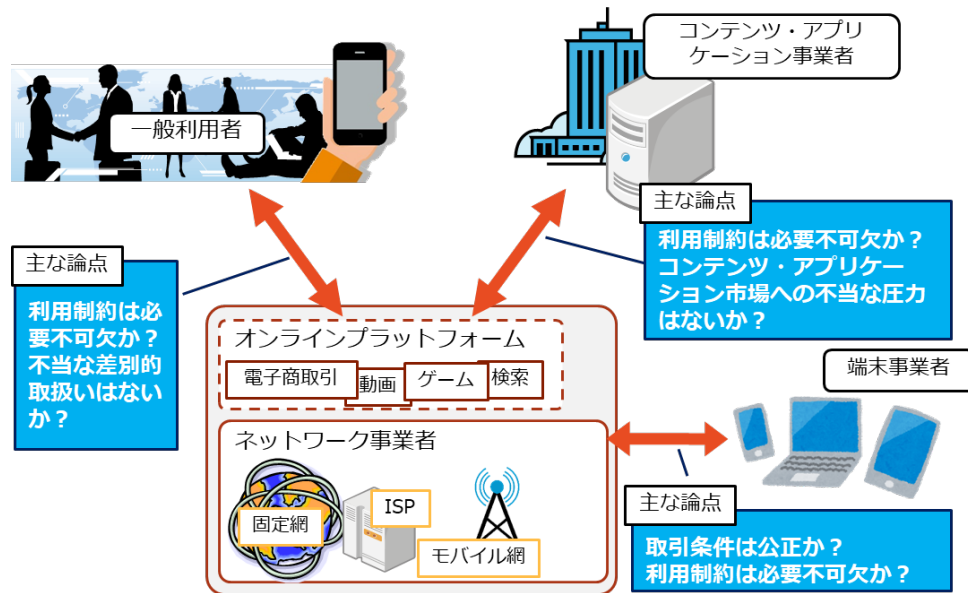 コンテンツ・アプリ
ケーション事業者
一般利用者
主な論点
利用制約は必要不可欠か?
コンテンツ・アプリケー
ション市場への不当な圧力
はないか?
主な論点
利用制約は必
要不可欠か?
不当な差別的
取扱いはない
か?
オンラインプラットフォーム
電子商取引
動画
ゲーム
検索
端末事業者
ネットワーク事業者
固定網
ISP
モバイル網
主な論点
取引条件は公正か?
利用制約は必要不可欠か?